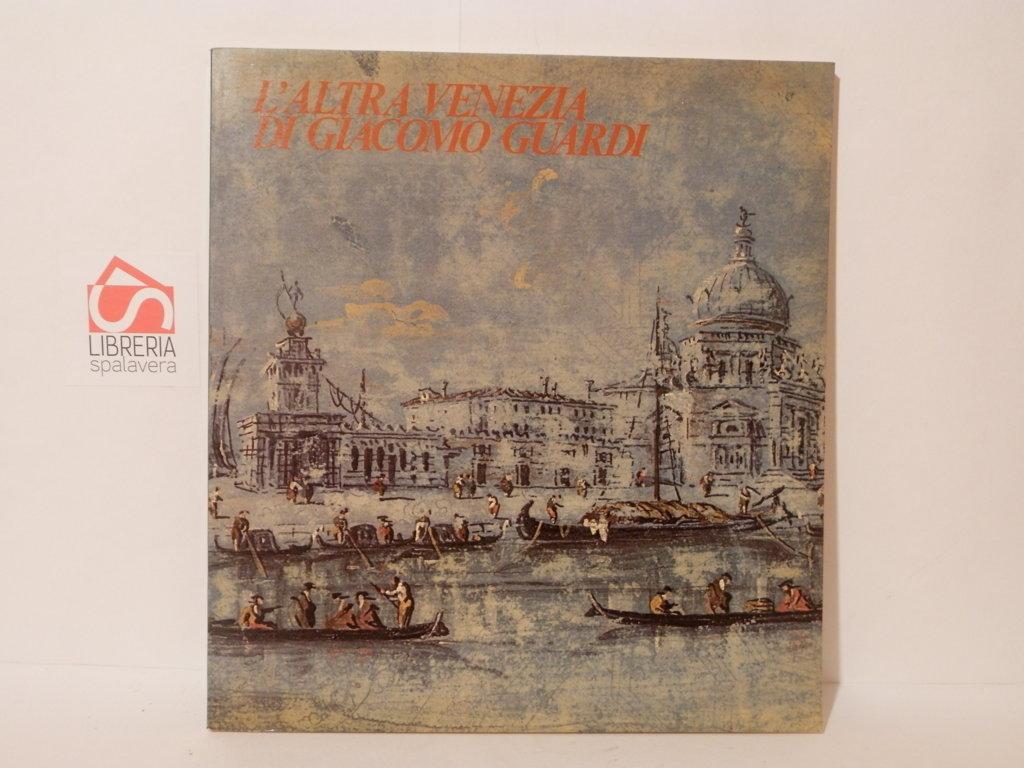 L'ALTRA VENEZIA
DI GIACOMO GUARDI
LIBRERIA
spalavera